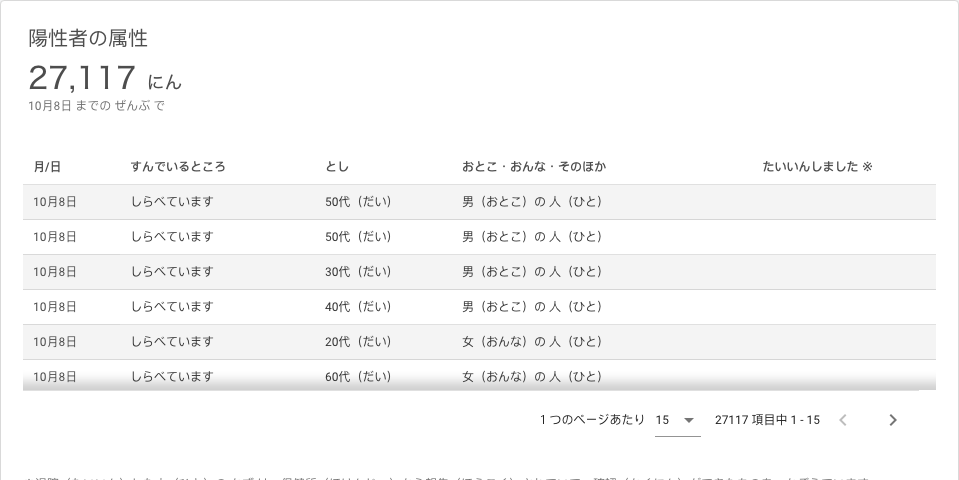 陽性者の属性
27,117 にん
10月8日 までの ぜんぶ で
月/日 すんでいるところ とし おとこ・おんな・そのほか たいいんしました ※
10月8日 しらべています 50代（だい） 男（おとこ）の 人（ひと）
10月8日 しらべています 50代（だい） 男（おとこ）の 人（ひと）
10月8日 しらべています 30代（だい） 男（おとこ）の 人（ひと）
10月8日 しらべています 40代（だい） 男（おとこ）の 人（ひと）
10月8日 しらべています 20代（だい） 女（おんな）の 人（ひと）
10月8日 しらべています 60代（だい） 女（おんな）の 人（ひと）
1 つのページあたり 15 27117 項目中 1 - 15